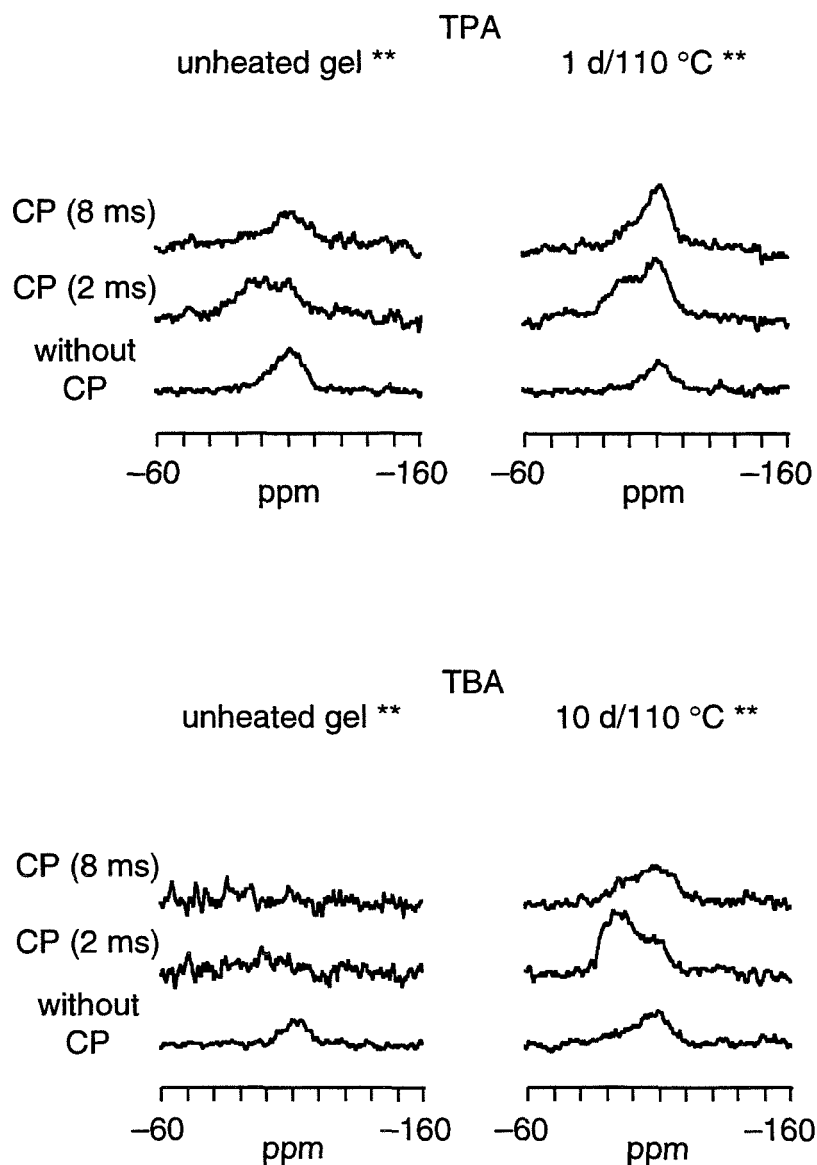 TPA
unheated gel ** 1 d/110 °C **
CP (8 ms)
CP (2 ms)
without
CP
–60 –160 –60 –160
ppm ppm
TBA
unheated gel ** 10 d/110 °C **
CP (8 ms)
CP (2 ms)
without
CP
–60 –160 –60 –160
ppm ppm